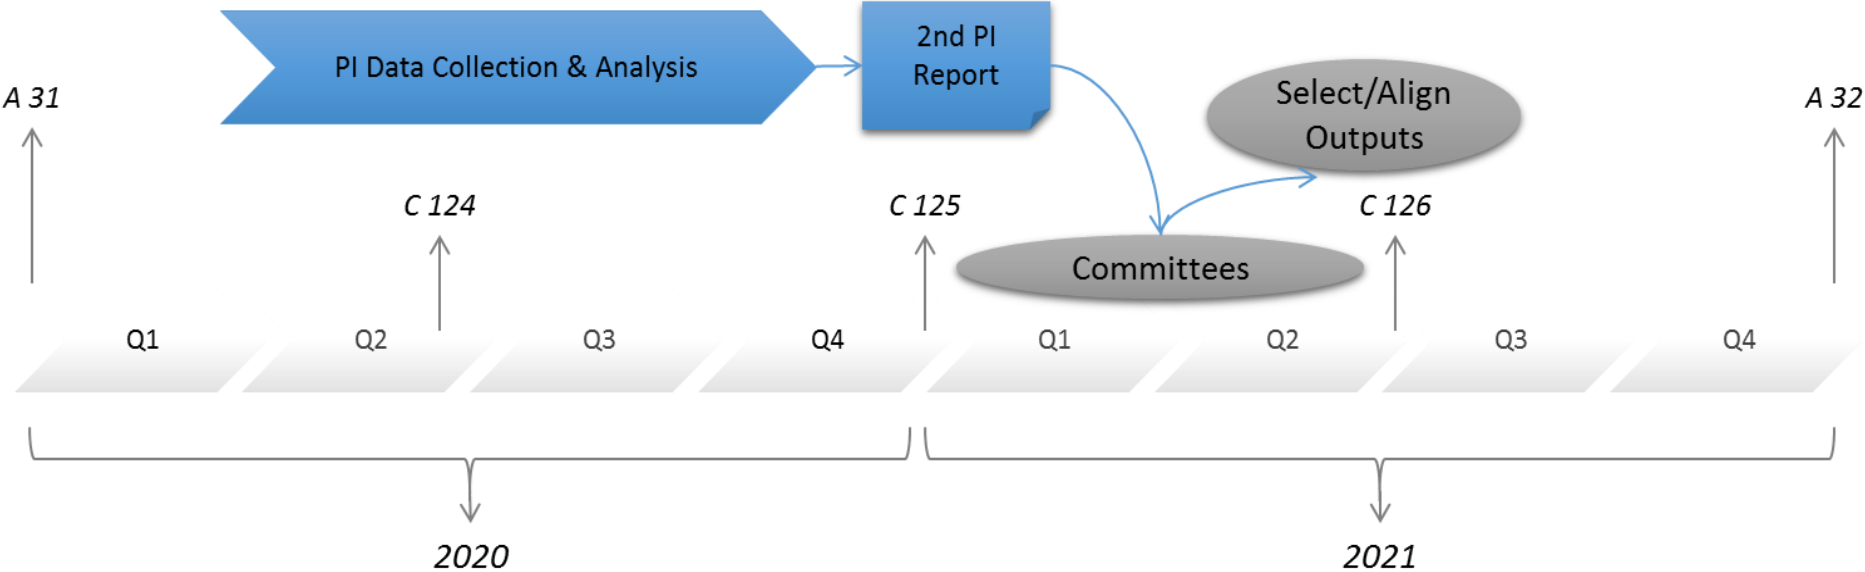 PI Data Collection & Analysis
2nd PI
Report
Select/Align
Outputs
A 31
A 32
C 124
C 125
C 126
Committees
Q1
Q2
Q3
Q4
Q1
Q2
Q3
Q4
2020
2021